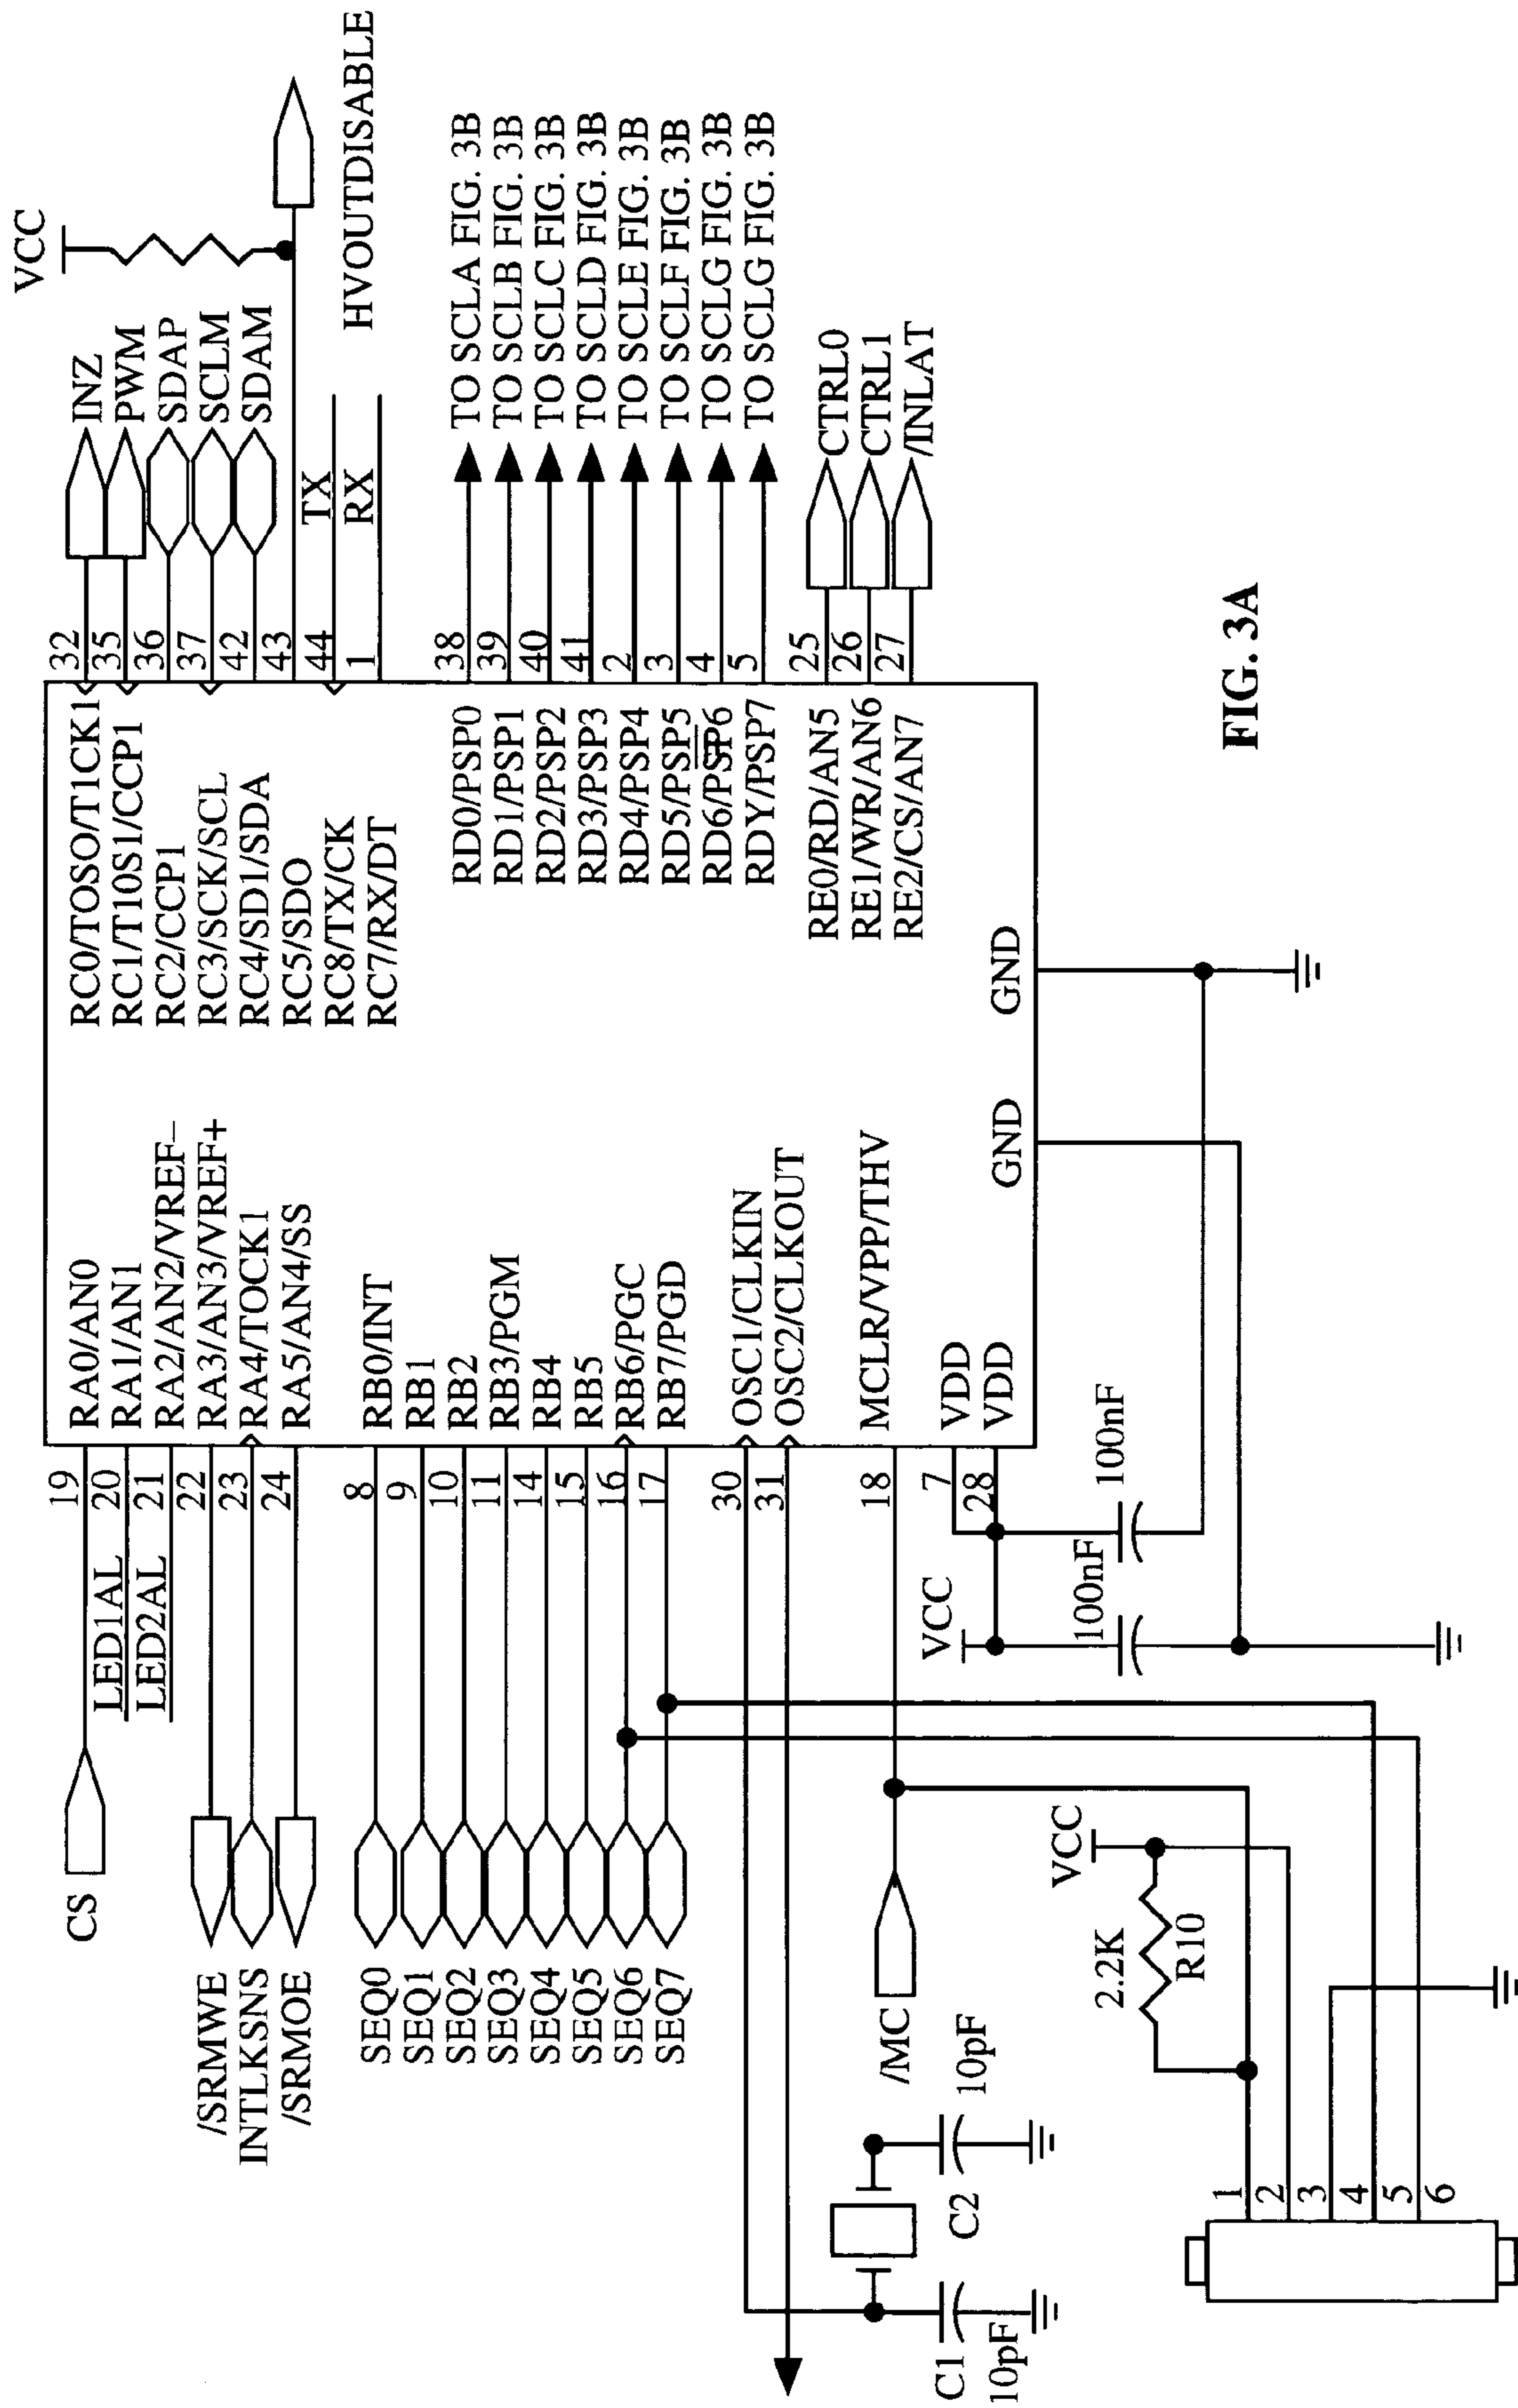 CS
LED1AL
LED2AL
/SRMWE
INTLKSNS
/SRMOE
SEQ0
SEQ1
SEQ2
SEQ3
SEQ4
SEQ5
SEQ6
SEQ7
/MC
19
20
21
22
23
24
8
9
10
11
14
15
16
17
30
31
18
7
28
RA0/AN0
RA1/AN1
RA2/AN2/VREF–
RA3/AN3/VREF+
RA4/TOCK1
RA5/AN4/SS
RB0/INT
RB1
RB2
RB3/PGM
RB4
RB5
RB6/PGC
RB7/PGD
OSC1/CLKIN
OSC2/CLKOUT
MCLR/VPP/THV
VDD
VDD
GND
GND
RC0/TOSO/T1CK1
RC1/T10S1/CCP1
RC2/CCP1
RC3/SCK/SCL
RC4/SD1/SDA
RC5/SDO
RC8/TX/CK
RC7/RX/DT
RD0/PSP0
RD1/PSP1
RD2/PSP2
RD3/PSP3
RD4/PSP4
RD5/PSP5
RD6/PSP6
RDY/PSP7
RE0/RD/AN5
RE1/WR/AN6
RE2/CS/AN7
32
35
36
37
42
43
44
1
38
39
40
41
2
3
4
5
25
26
27
INZ
PWM
SDAP
SCLM
SDAM
VCC
TX
RX
HVOUTDISABLE
TO SCLA FIG. 3B
TO SCLB FIG. 3B
TO SCLC FIG. 3B
TO SCLD FIG. 3B
TO SCLE FIG. 3B
TO SCLF FIG. 3B
TO SCLG FIG. 3B
TO SCLG FIG. 3B
CTRL0
CTRL1
/INLAT
VCC
100nF
100nF
VCC
2.2K
R10
C1
10pF
C2
10pF
1
2
3
4
5
6
FIG. 3A